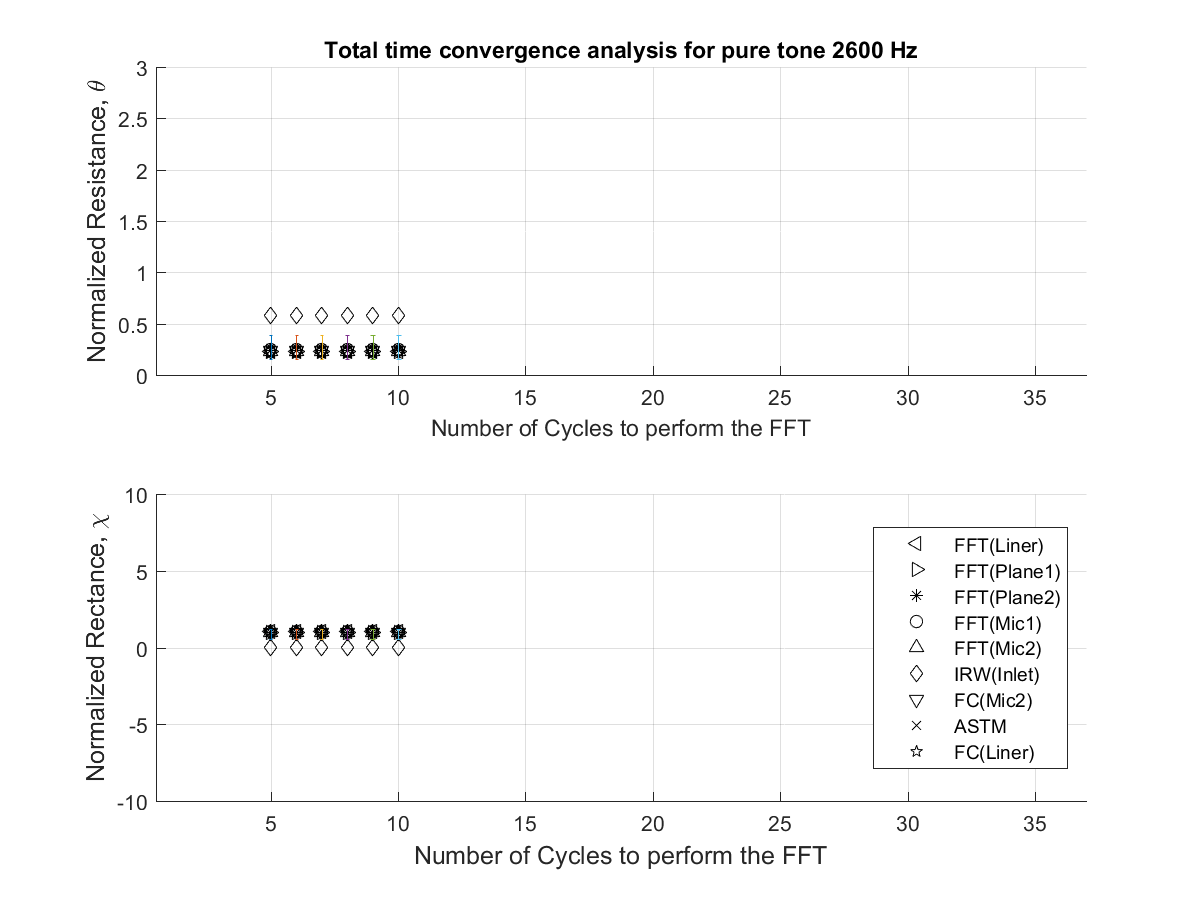 Total time convergence analysis for pure tone 2600 Hz
Normalized Resistance, θ
3
2.5
2
1.5
1
0.5
0
5 10 15 20 25 30 35
Number of Cycles to perform the FFT
Normalized Rectance, χ
10
5
0
-5
-10
FFT(Liner)
FFT(Plane1)
FFT(Plane2)
FFT(Mic1)
FFT(Mic2)
IRW(Inlet)
FC(Mic2)
ASTM
FC(Liner)
5 10 15 20 25 30 35
Number of Cycles to perform the FFT